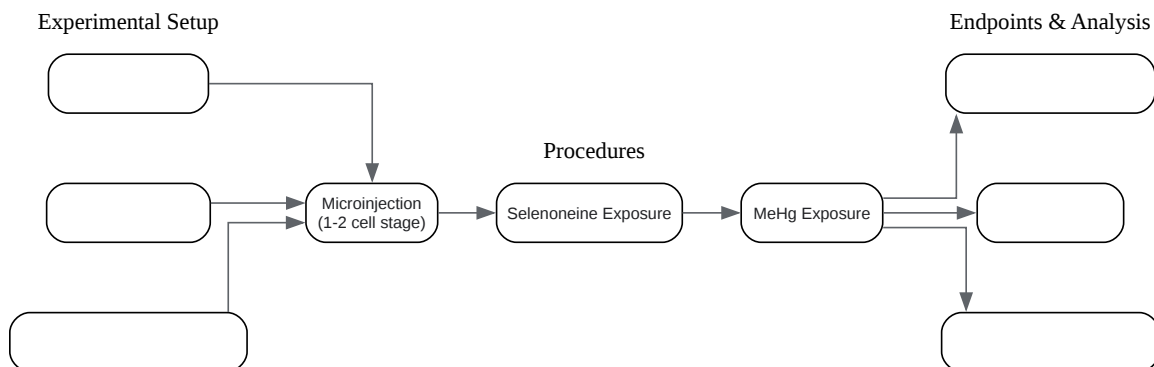 Experimental Setup
Endpoints & Analysis
Procedures
Microinjection
(1-2 cell stage)
Selenoneine Exposure
MeHg Exposure